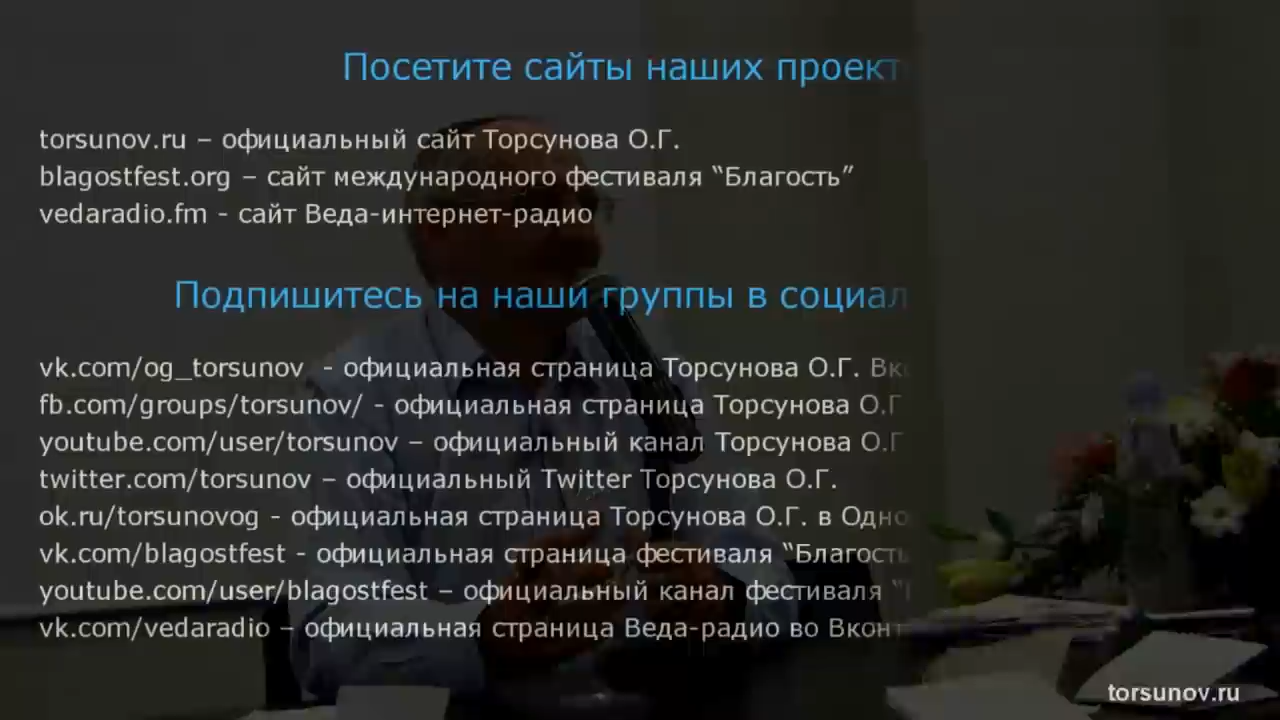 Посетите сайты наших проект
torsunov.ru – официальный сайт Торсунова О.Г.
blagostfest.org – сайт международного фестиваля “Благость”
vedaradio.fm - сайт Веда-интернет-радио
Подпишитесь на наши группы в социал
vk.com/og_torsunov - официальная страница Торсунова О.Г. Вк
fb.com/groups/torsunov/ - официальная страница Торсунова О.Г
youtube.com/user/torsunov – официальный канал Торсунова О.Г
twitter.com/torsunov – официальный Twitter Торсунова О.Г.
ok.ru/torsunovog - официальная страница Торсунова О.Г. в Одно
vk.com/blagostfest - официальная страница фестиваля “Благость
youtube.com/user/blagostfest – официальный канал фестиваля “
vk.com/vedaradio – официальная страница Веда-радио во Вконт
torsunov.ru